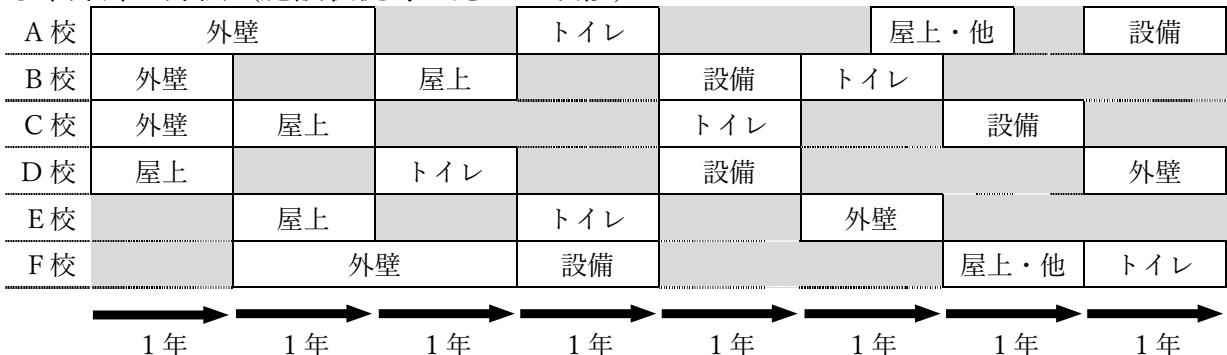 A校 外壁 トイレ 屋上・他 設備
B校 外壁 屋上 設備 トイレ
C校 外壁 屋上 トイレ 設備
D校 屋上 トイレ 設備 外壁
E校 屋上 トイレ 外壁
F校 外壁 設備 屋上・他 トイレ
1年 1年 1年 1年 1年 1年 1年 1年